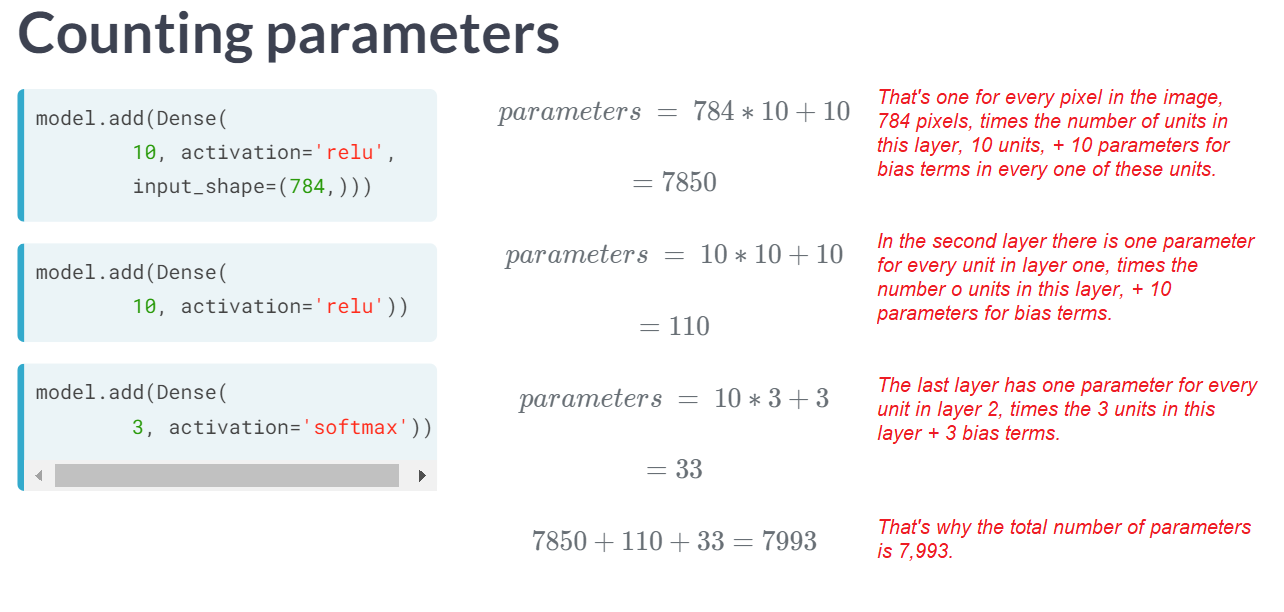 Counting parameters
model.add(Dense(
10, activation='relu',
input_shape=(784,)))
parameters = 784 ∗ 10 + 10
= 7850
That's one for every pixel in the image,
784 pixels, times the number of units in
this layer, 10 units, + 10 parameters for
bias terms in every one of these units.
model.add(Dense(
10, activation='relu'))
parameters = 10 ∗ 10 + 10
= 110
In the second layer there is one parameter
for every unit in layer one, times the
number o units in this layer, + 10
parameters for bias terms.
model.add(Dense(
3, activation='softmax'))
parameters = 10 ∗ 3 + 3
= 33
The last layer has one parameter for every
unit in layer 2, times the 3 units in this
layer + 3 bias terms.
7850 + 110 + 33 = 7993
That's why the total number of parameters
is 7,993.